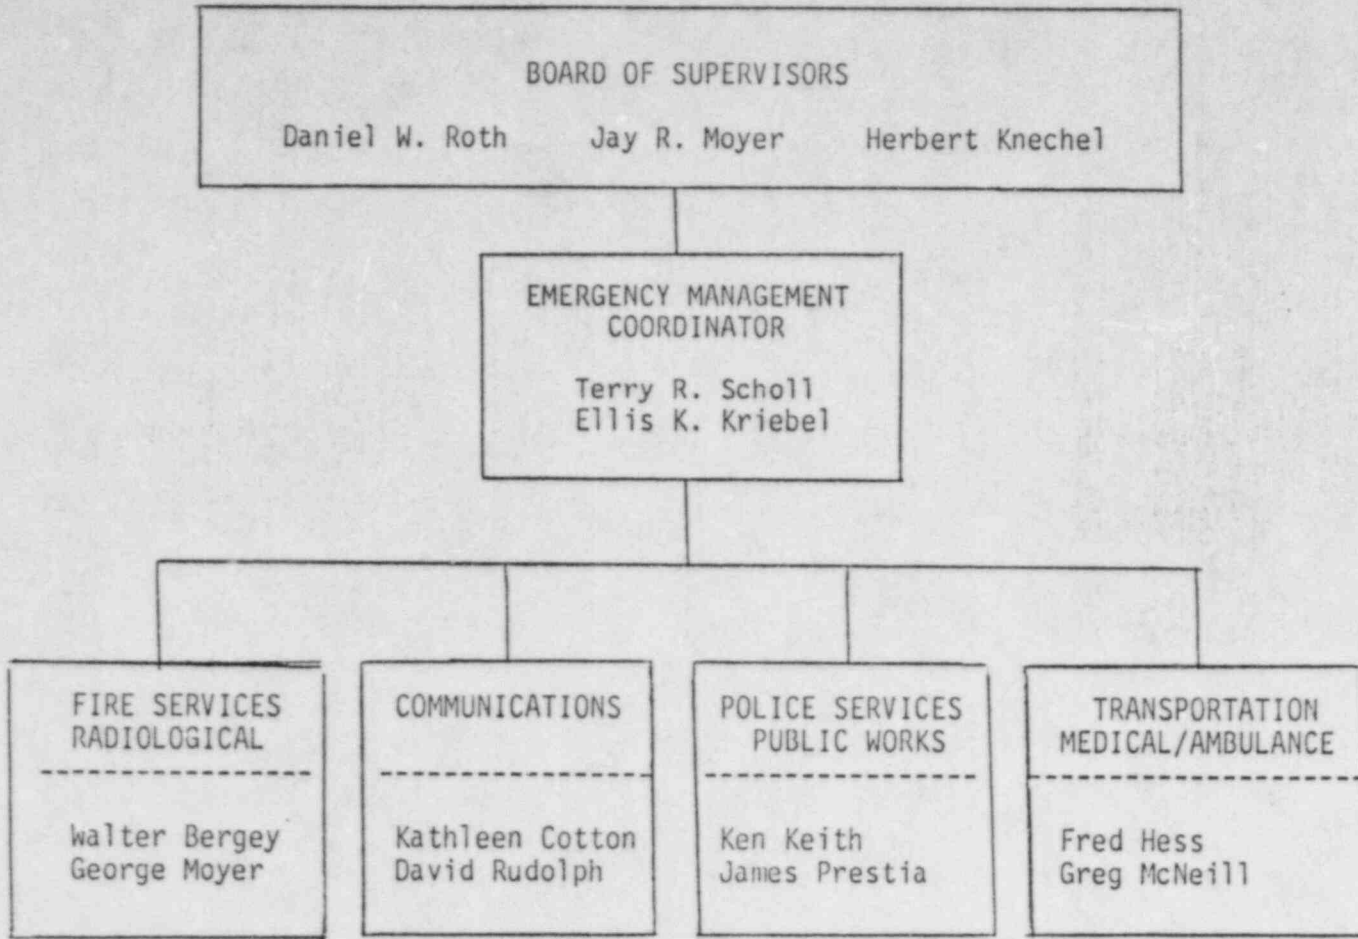 BOARD OF SUPERVISORS
Daniel W. Roth Jay R. Moyer Herbert Knechel
EMERGENCY MANAGEMENT
COORDINATOR
Terry R. Scholl
Ellis K. Kriebel
FIRE SERVICES
RADIOLOGICAL
Walter Bergey
George Moyer
COMMUNICATIONS
Kathleen Cotton
David Rudolph
POLICE SERVICES
PUBLIC WORKS
Ken Keith
James Prestia
TRANSPORTATION
MEDICAL/AMBULANCE
Fred Hess
Greg McNeill